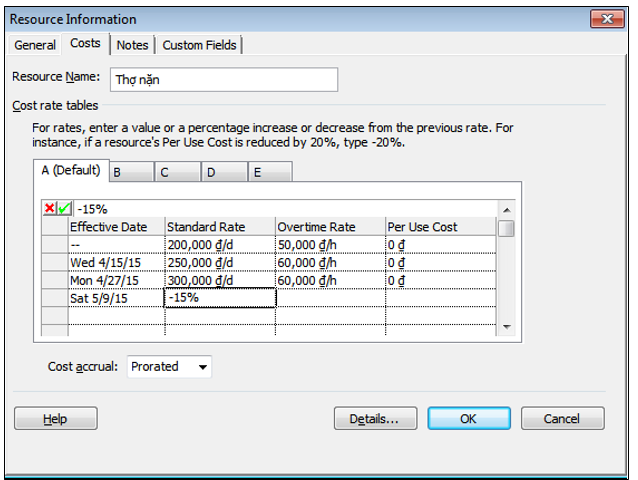 Resource Information
General Costs Notes Custom Fields
Resource Name: Thợ nặn
Cost rate tables
For rates, enter a value or a percentage increase or decrease from the previous rate. For
instance, if a resource's Per Use Cost is reduced by 20%, type -20%.
A (Default) B C D E
-15%
Effective Date Standard Rate Overtime Rate Per Use Cost
-- 200,000 ₫/d 50,000 ₫/h 0 ₫
Wed 4/15/15 250,000 ₫/d 60,000 ₫/h 0 ₫
Mon 4/27/15 300,000 ₫/d 60,000 ₫/h 0 ₫
Sat 5/9/15 -15%
Cost accrual: Prorated
Help Details... OK Cancel